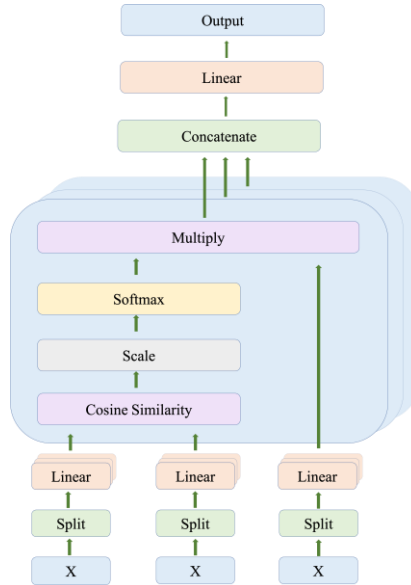 Output
Linear
Concatenate
Multiply
Softmax
Scale
Cosine Similarity
Linear Linear Linear
Split Split Split
X X X